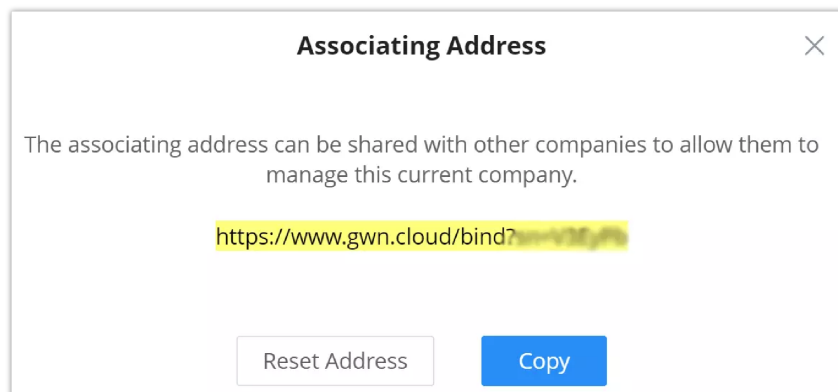 Associating Address
The associating address can be shared with other companies to allow them to
manage this current company.
https://www.gwn.cloud/bind?
Reset Address
Copy